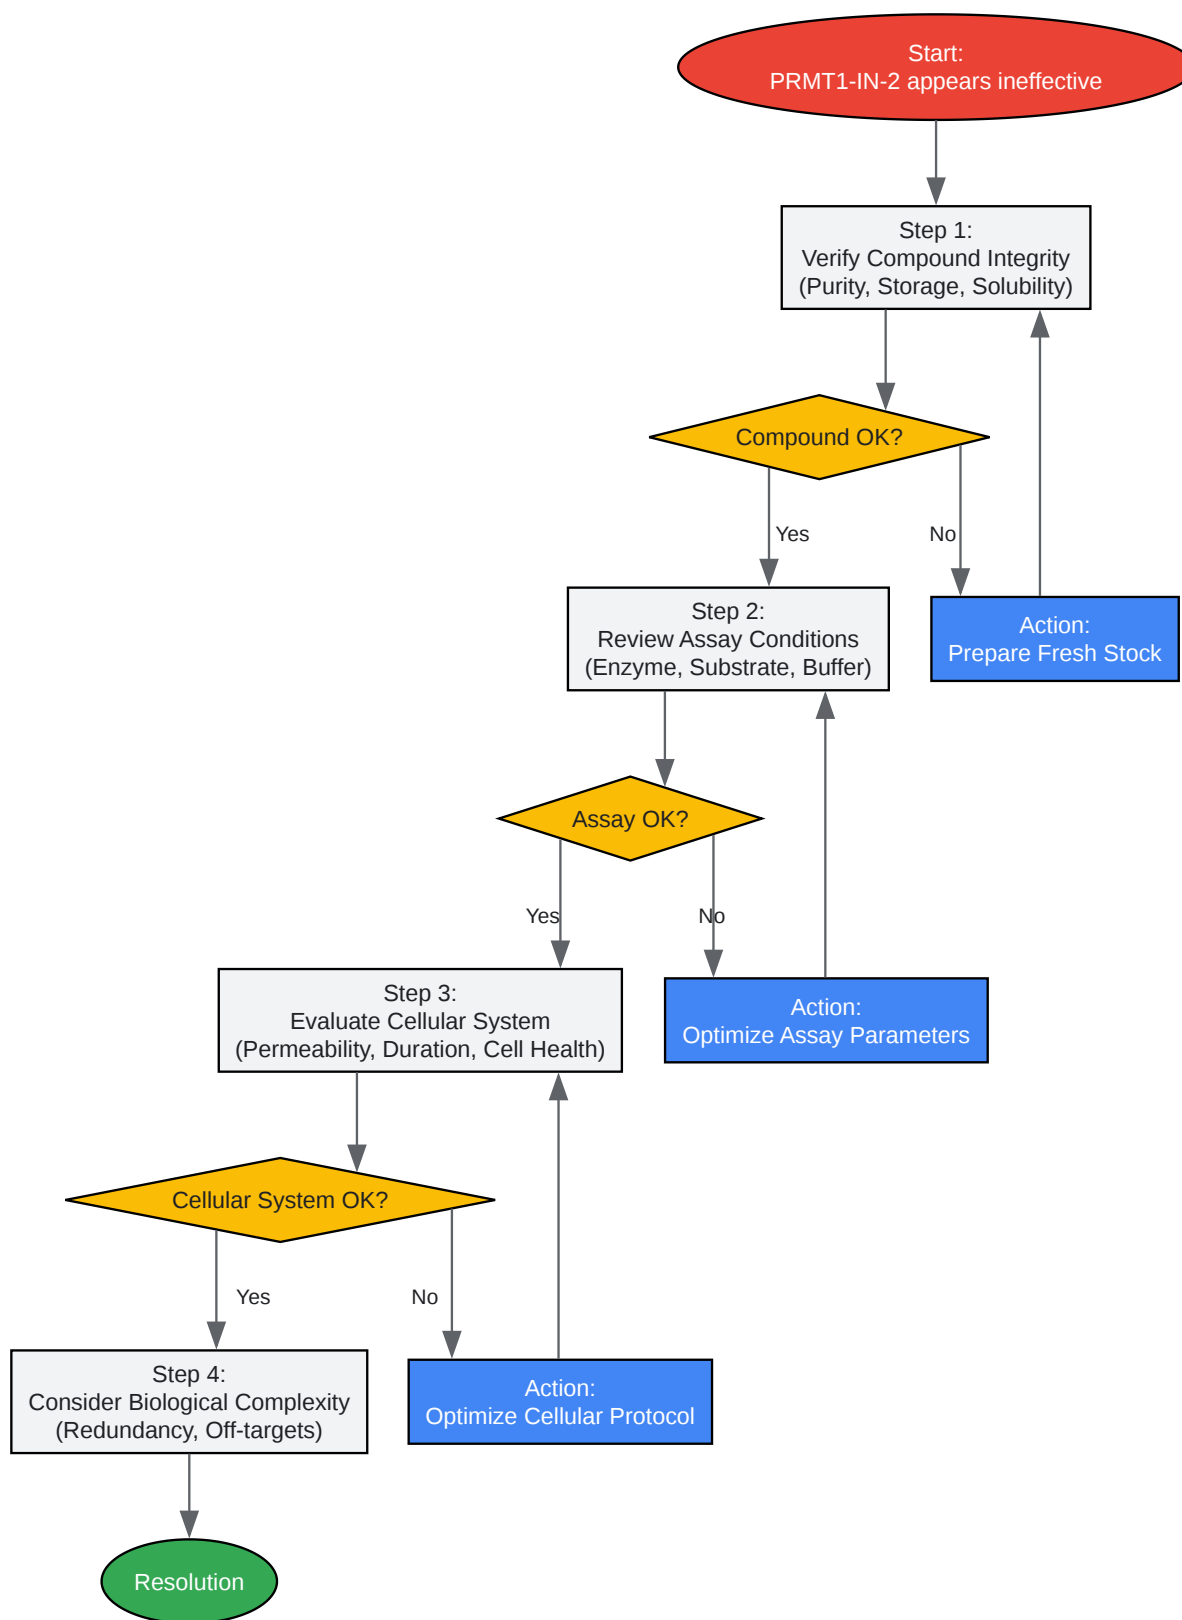 Start:
PRMT1-IN-2 appears ineffective
Step 1:
Verify Compound Integrity
(Purity, Storage, Solubility)
Compound OK?
Yes
No
Step 2:
Review Assay Conditions
(Enzyme, Substrate, Buffer)
Action:
Prepare Fresh Stock
Assay OK?
Yes
No
Step 3:
Evaluate Cellular System
(Permeability, Duration, Cell Health)
Action:
Optimize Assay Parameters
Cellular System OK?
Yes
No
Step 4:
Consider Biological Complexity
(Redundancy, Off-targets)
Action:
Optimize Cellular Protocol
Resolution